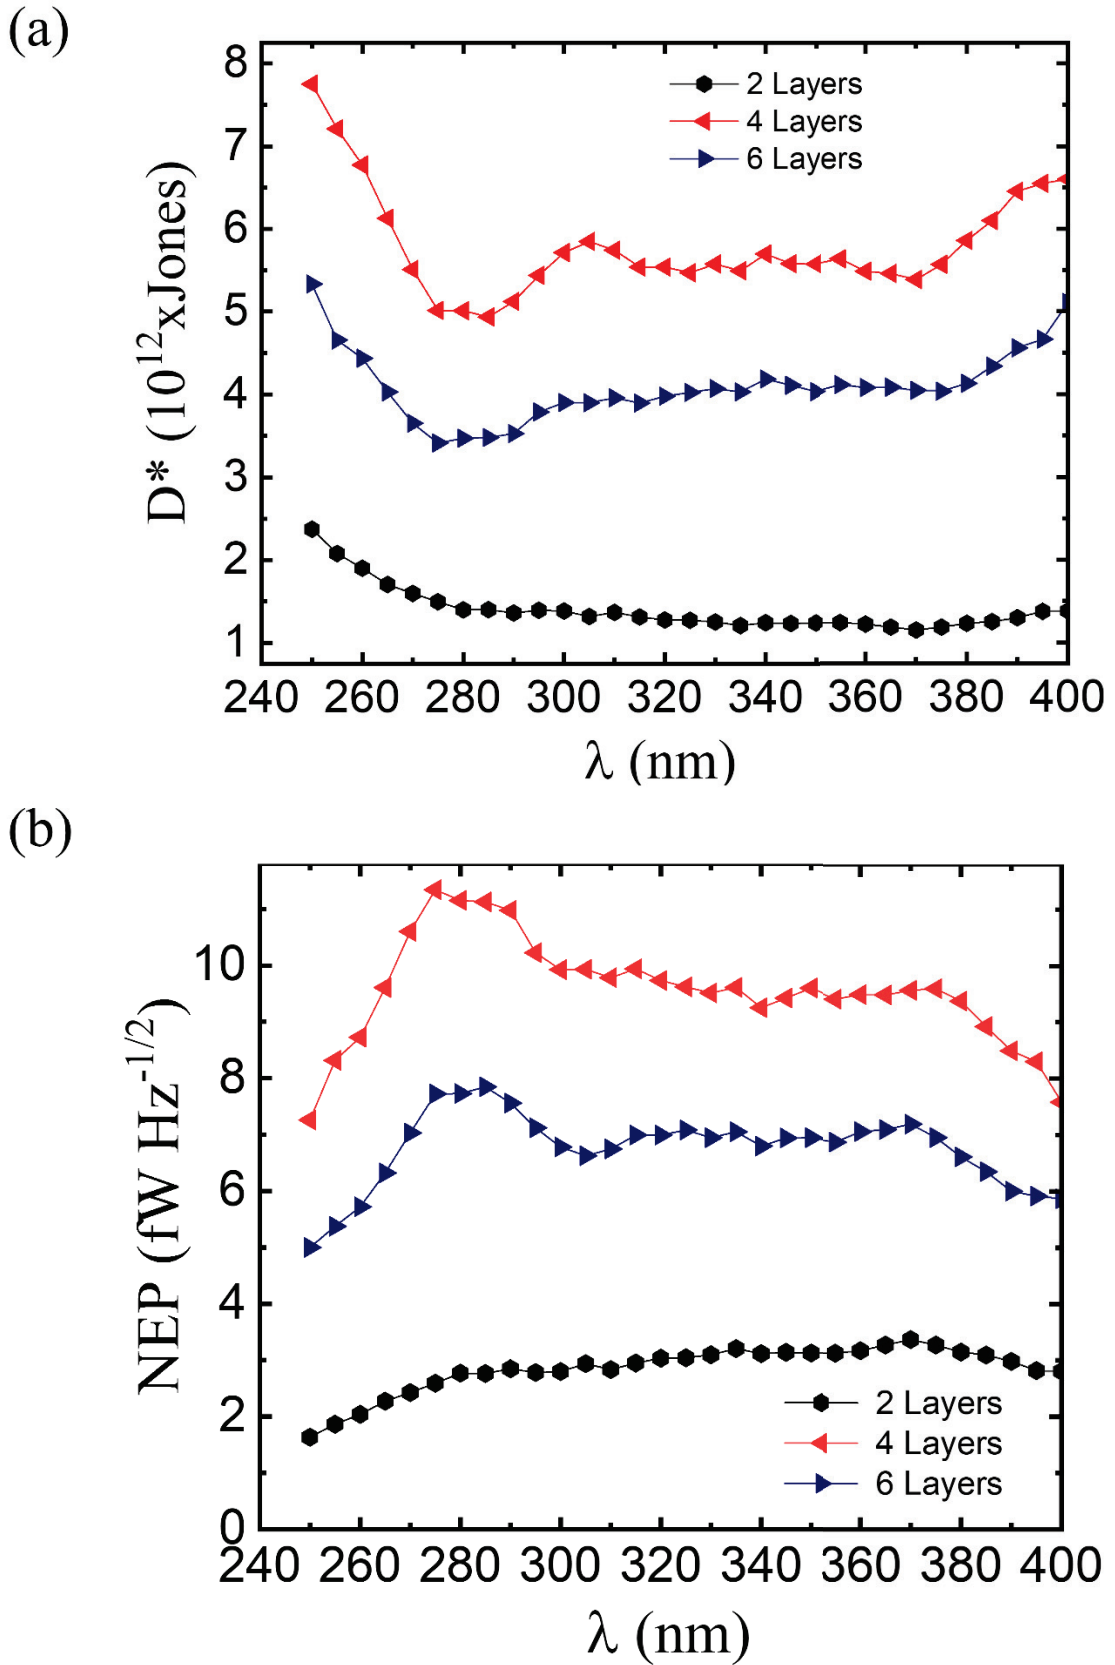 (a)
8
7
6
5
4
3
2
1
D* (10¹²xJones)
2 Layers
4 Layers
6 Layers
240 260 280 300 320 340 360 380 400
λ (nm)
(b)
10
8
6
4
2
0
NEP (fW Hz⁻¹/²)
2 Layers
4 Layers
6 Layers
240 260 280 300 320 340 360 380 400
λ (nm)